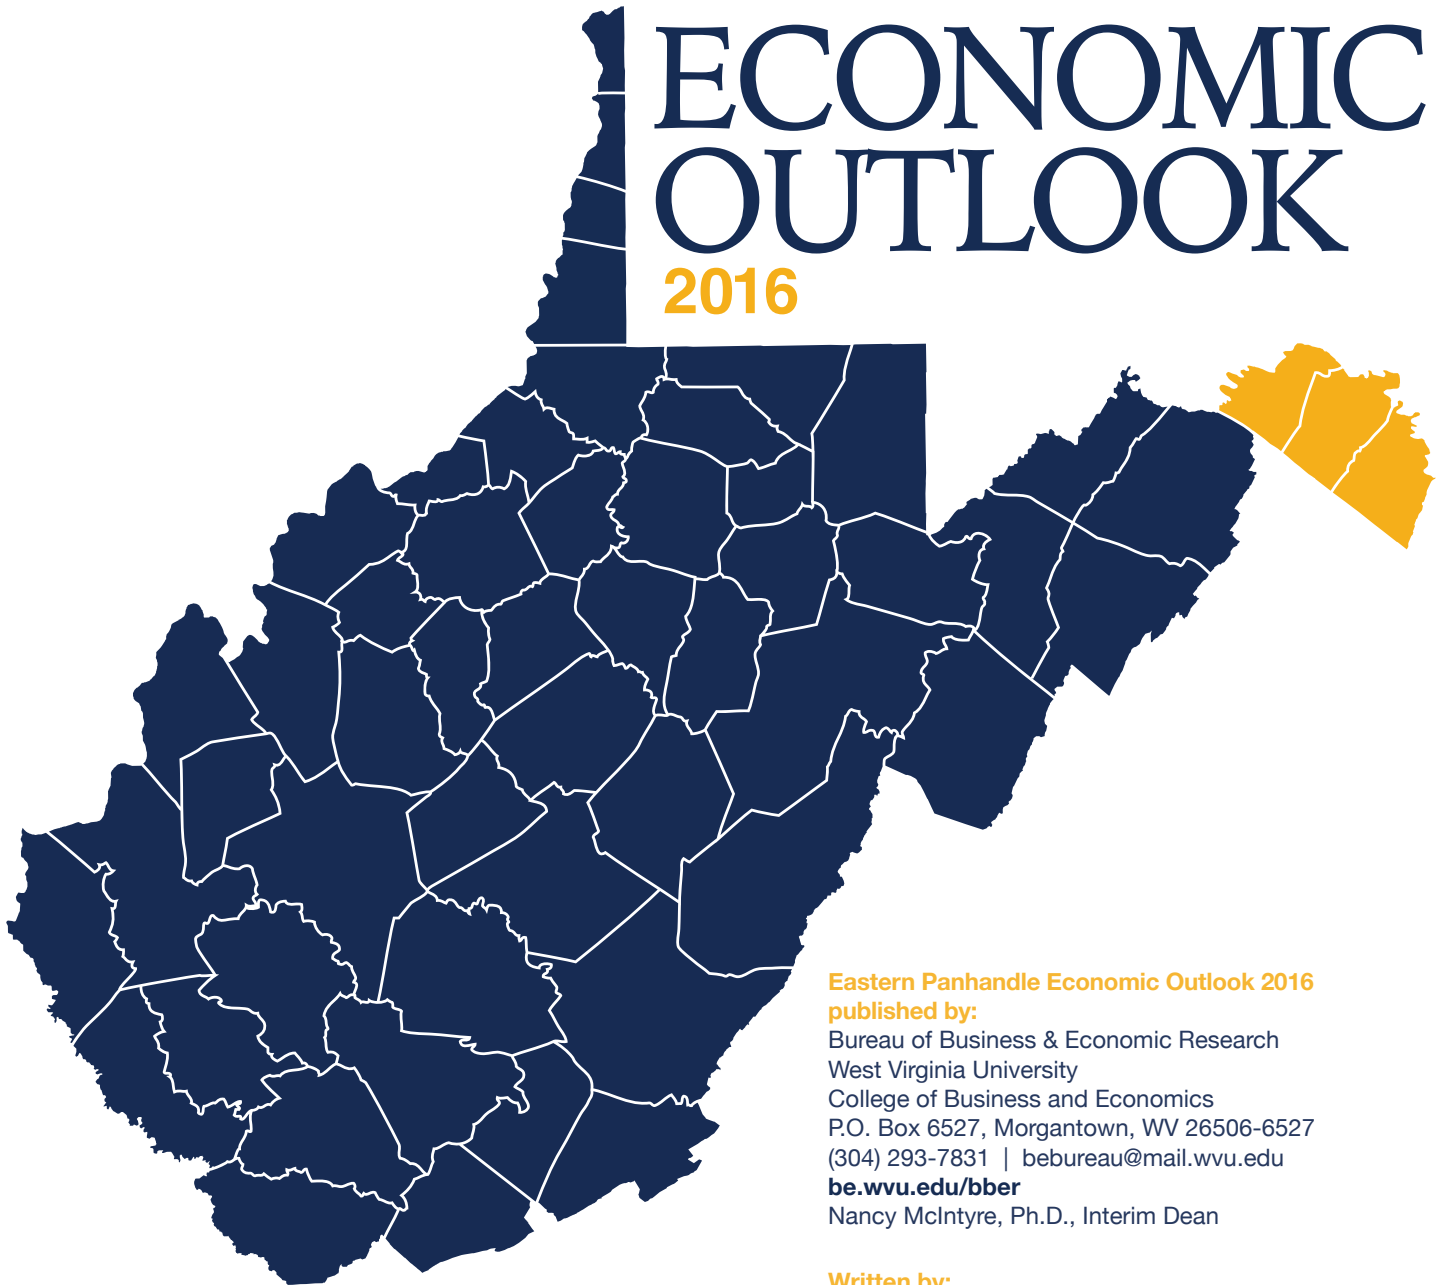 ECONOMIC
OUTLOOK
2016
Eastern Panhandle Economic Outlook 2016
published by:
Bureau of Business & Economic Research
West Virginia University
College of Business and Economics
P.O. Box 6527, Morgantown, WV 26506-6527
(304) 293-7831 | bebureau@mail.wvu.edu
be.wvu.edu/bber
Nancy McIntyre, Ph.D., Interim Dean
Written by: